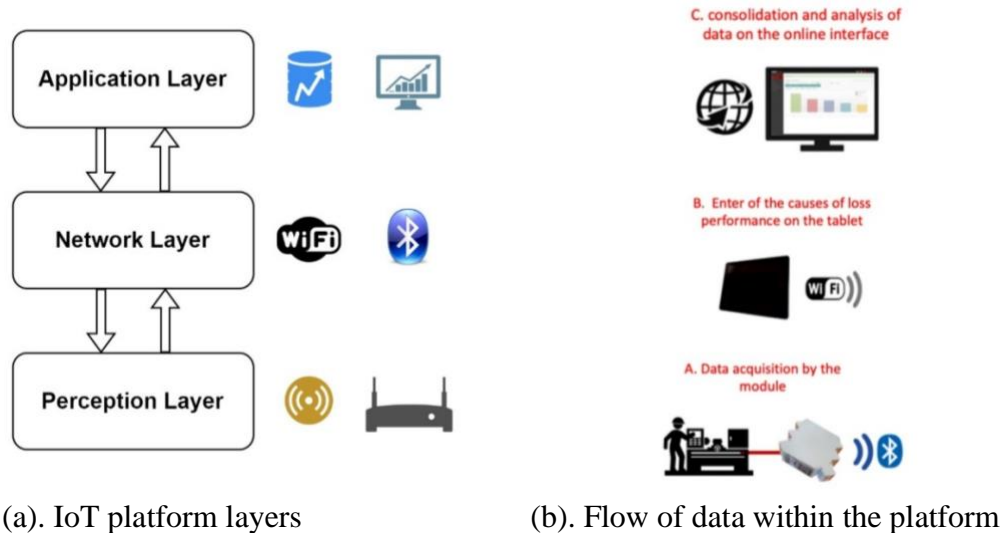 Application Layer
Network Layer
WiFi
Perception Layer
(a). IoT platform layers
C. consolidation and analysis of
data on the online interface
B. Enter of the causes of loss
performance on the tablet
WiFi
A. Data acquisition by the
module
(b). Flow of data within the platform